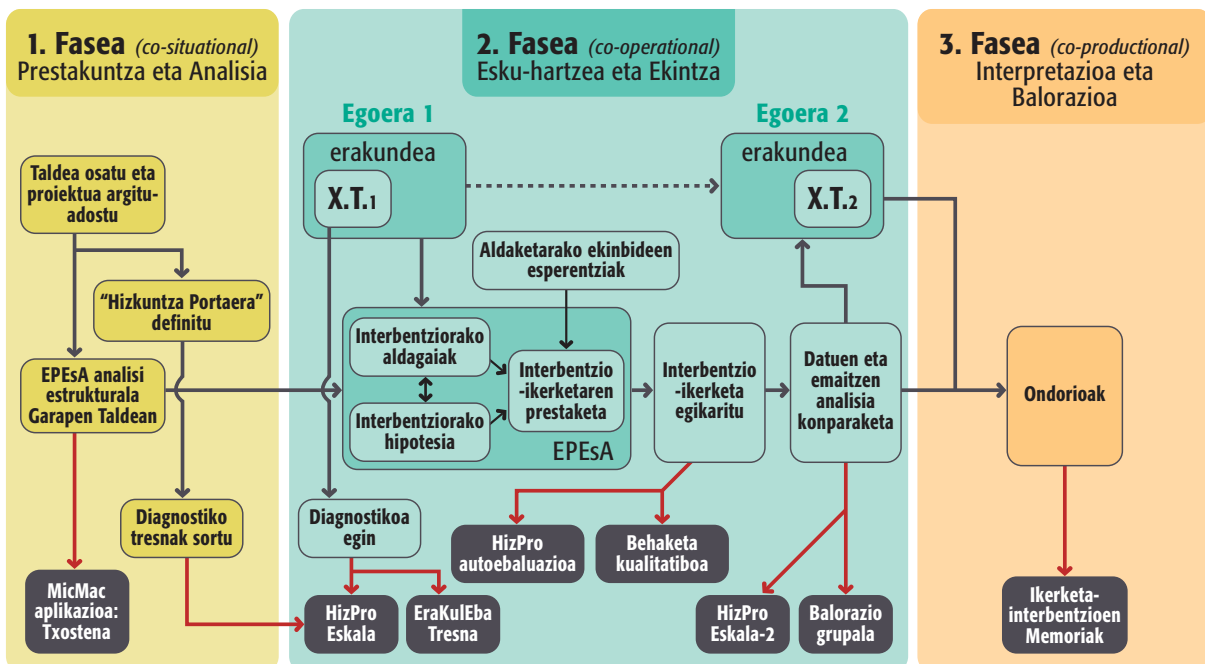 1. Fasea (co-situational)
Prestakuntza eta Analisia
2. Fasea (co-operational)
Esku-hartzea eta Ekintza
3. Fasea (co-productional)
Interpretazioa eta
Balorazioa
Taldea osatu eta
proiektua argitu-
adostu
"Hizkuntza Portaera"
definitu
EPEsA analisi
estrukturala
Garapen Taldean
Diagnostiko
tresnak sortu
MicMac
aplikazioa:
Txostena
Egoera 1
erakundea
X.T.1
Egoera 2
erakundea
X.T.2
Aldaketarako ekinbideen
esperentziak
Interbentziorako
aldagaiak
Interbentziorako
hipotesia
Interbentzio
-ikerketaren
prestaketa
EPEsA
Interbentzio
-ikerketa
egikaritu
Datuen eta
emaitzen
analisia
konparaketa
Diagnostikoa
egin
HizPro
Eskala
EraKulEba
Tresna
HizPro
autoebaluazioa
Behaketa
kualitatiboa
HizPro
Eskala-2
Balorazio
grupala
Ondorioak
Ikerketa-
interbentzioen
Memoriak